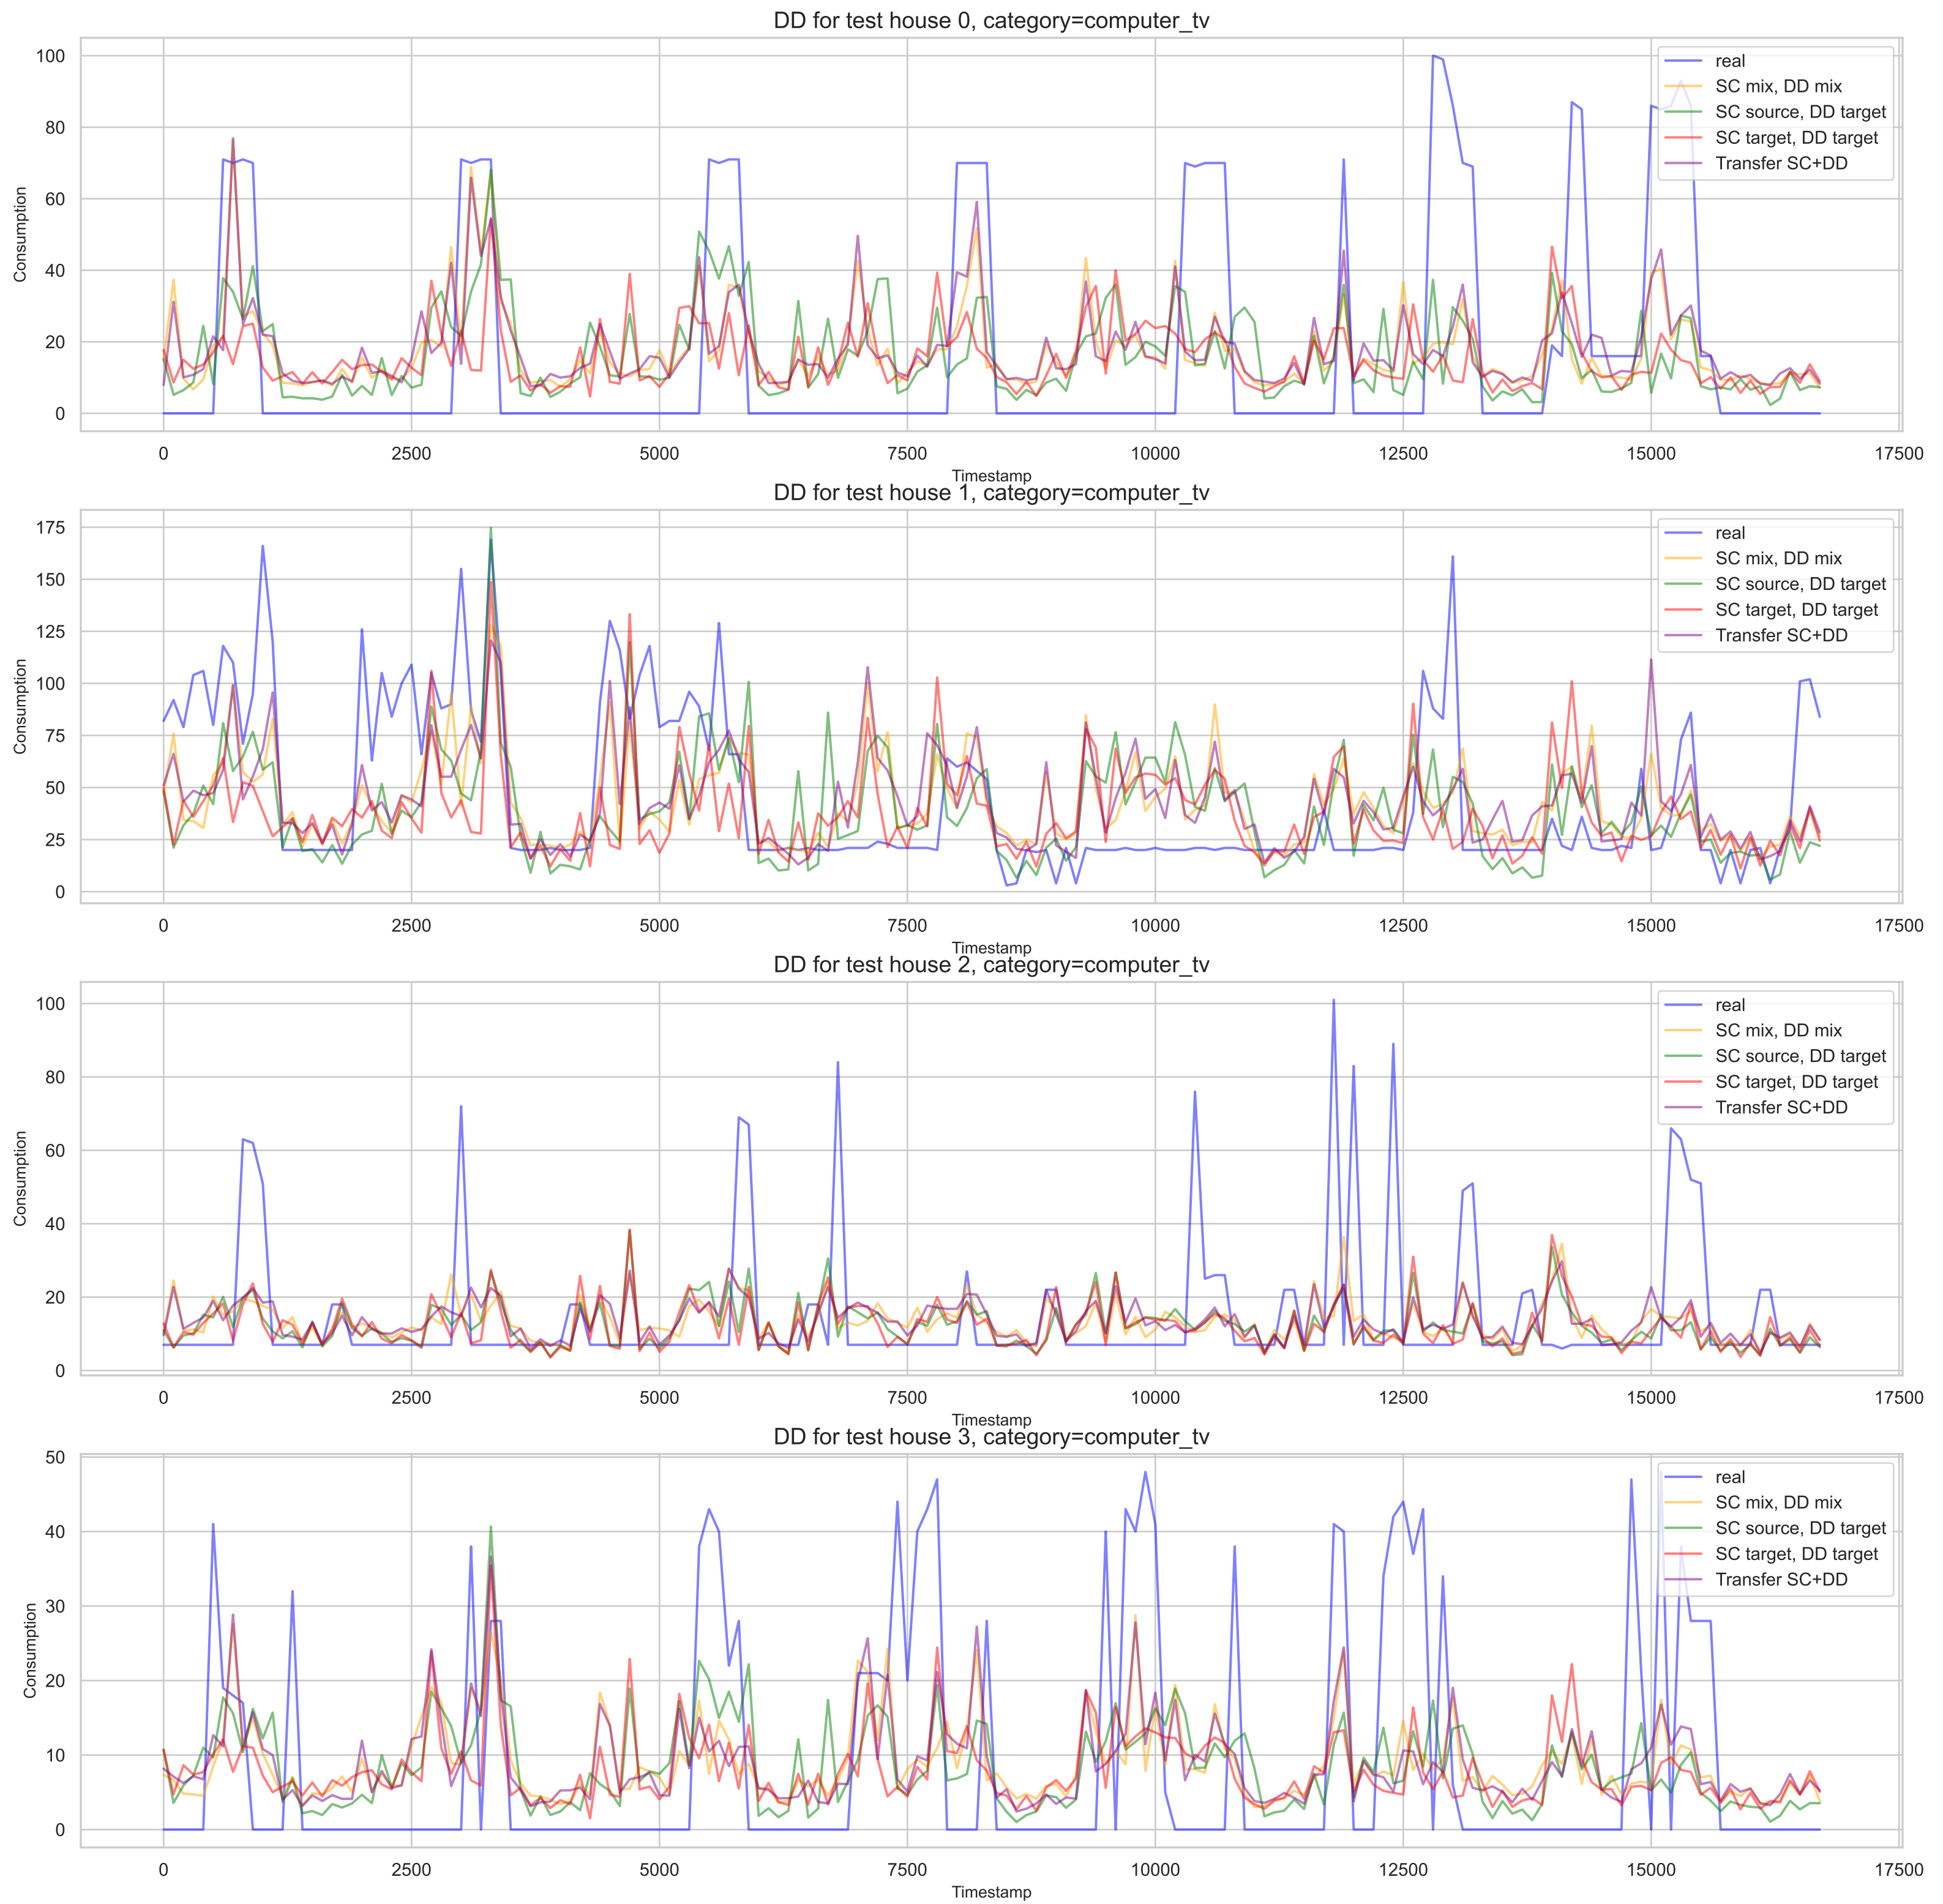 DD for test house 0, category=computer_tv
100
80
60
40
20
0
Consumption
real
SC mix, DD mix
SC source, DD target
SC target, DD target
Transfer SC+DD
0 2500 5000 7500 10000 12500 15000 17500
Timestamp
DD for test house 1, category=computer_tv
175
150
125
100
75
50
25
0
Consumption
real
SC mix, DD mix
SC source, DD target
SC target, DD target
Transfer SC+DD
0 2500 5000 7500 10000 12500 15000 17500
Timestamp
DD for test house 2, category=computer_tv
100
80
60
40
20
0
Consumption
real
SC mix, DD mix
SC source, DD target
SC target, DD target
Transfer SC+DD
0 2500 5000 7500 10000 12500 15000 17500
Timestamp
DD for test house 3, category=computer_tv
50
40
30
20
10
0
Consumption
real
SC mix, DD mix
SC source, DD target
SC target, DD target
Transfer SC+DD
0 2500 5000 7500 10000 12500 15000 17500
Timestamp